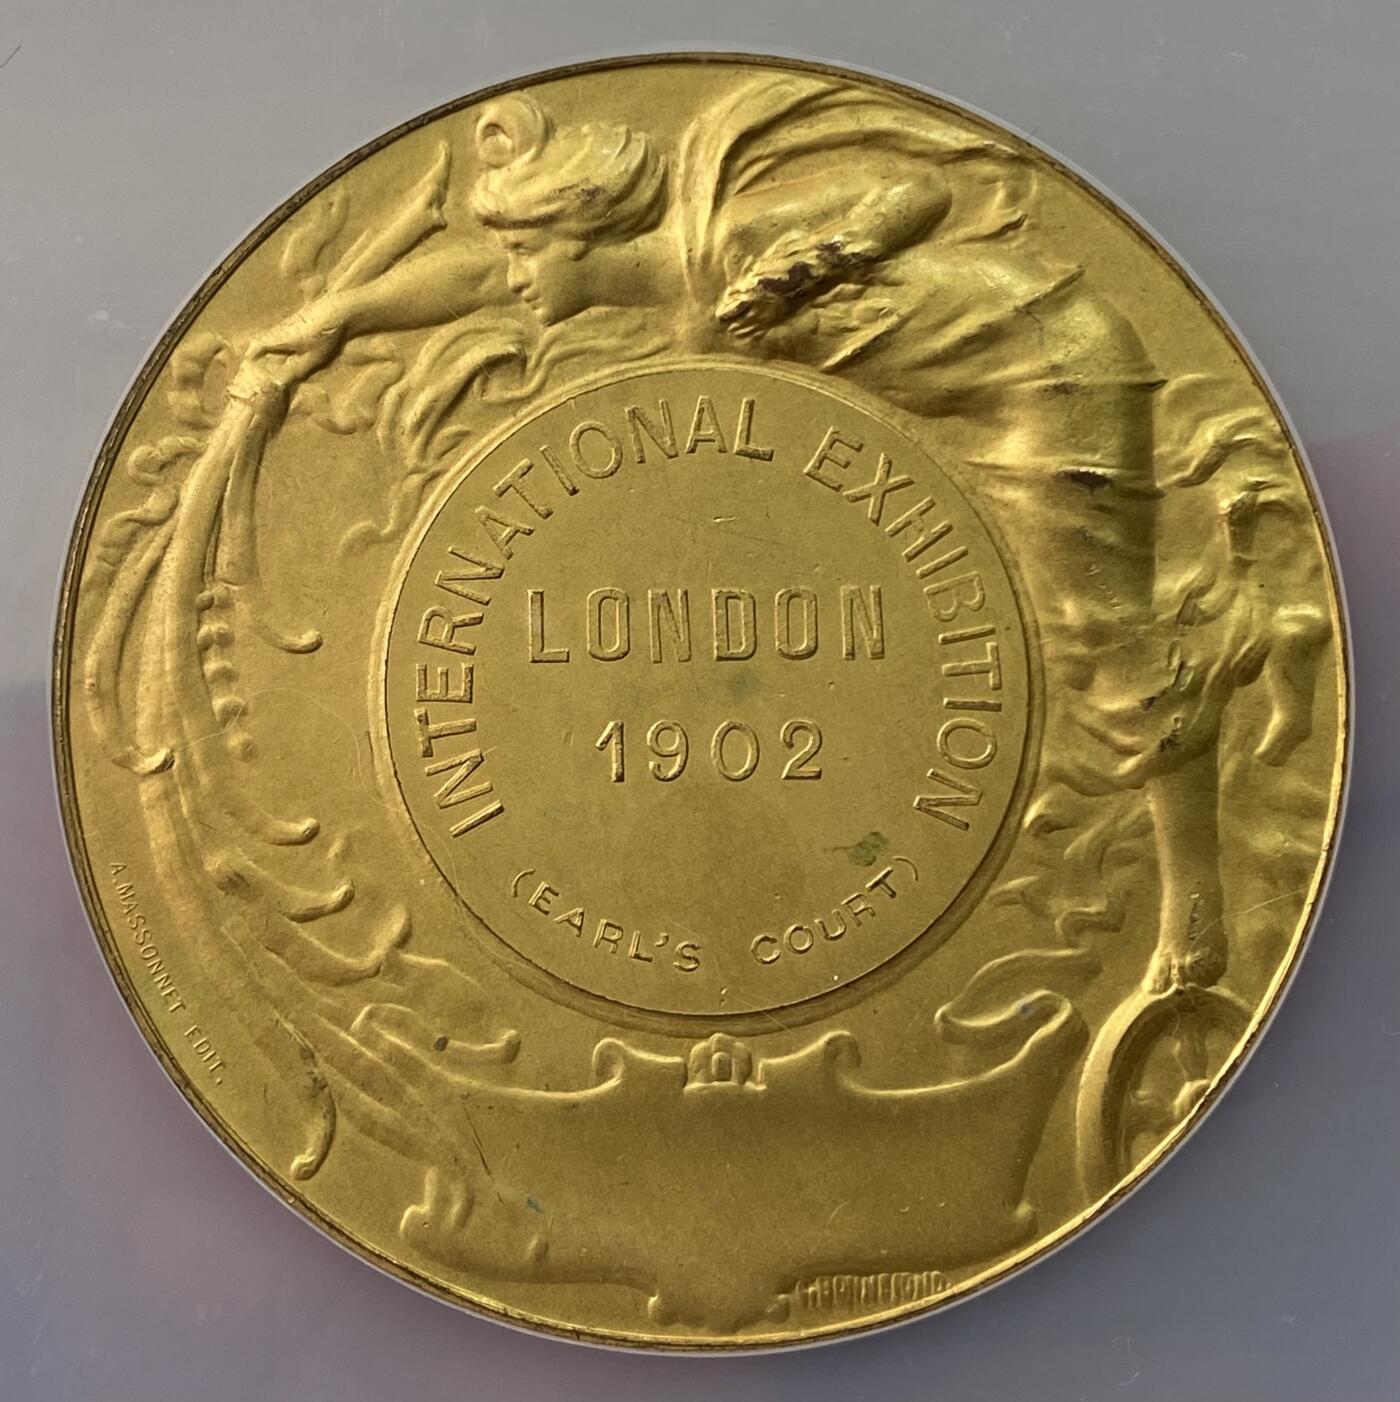 INTERNATIONAL EXHIBITION
LONDON
1902
(EARL'S COURT)
A. MASSONNET EDIT.